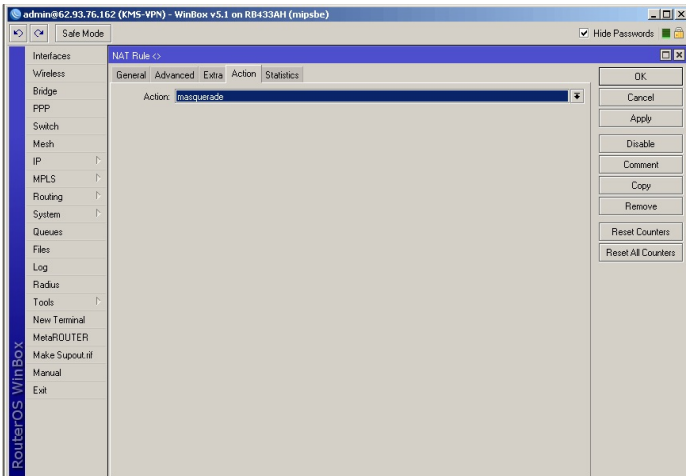 admin@62.93.76.162 (KMS-VPN) - WinBox v5.1 on RB433AH (mipsbe)
Safe Mode
Hide Passwords
Interfaces
Wireless
Bridge
PPP
Switch
Mesh
IP
MPLS
Routing
System
Queues
Files
Log
Radius
Tools
New Terminal
MetaROUTER
Make Supout.rif
Manual
Exit
RouterOS WinBox
NAT Rule <>
General Advanced Extra Action Statistics
Action: masquerade
OK
Cancel
Apply
Disable
Comment
Copy
Remove
Reset Counters
Reset All Counters